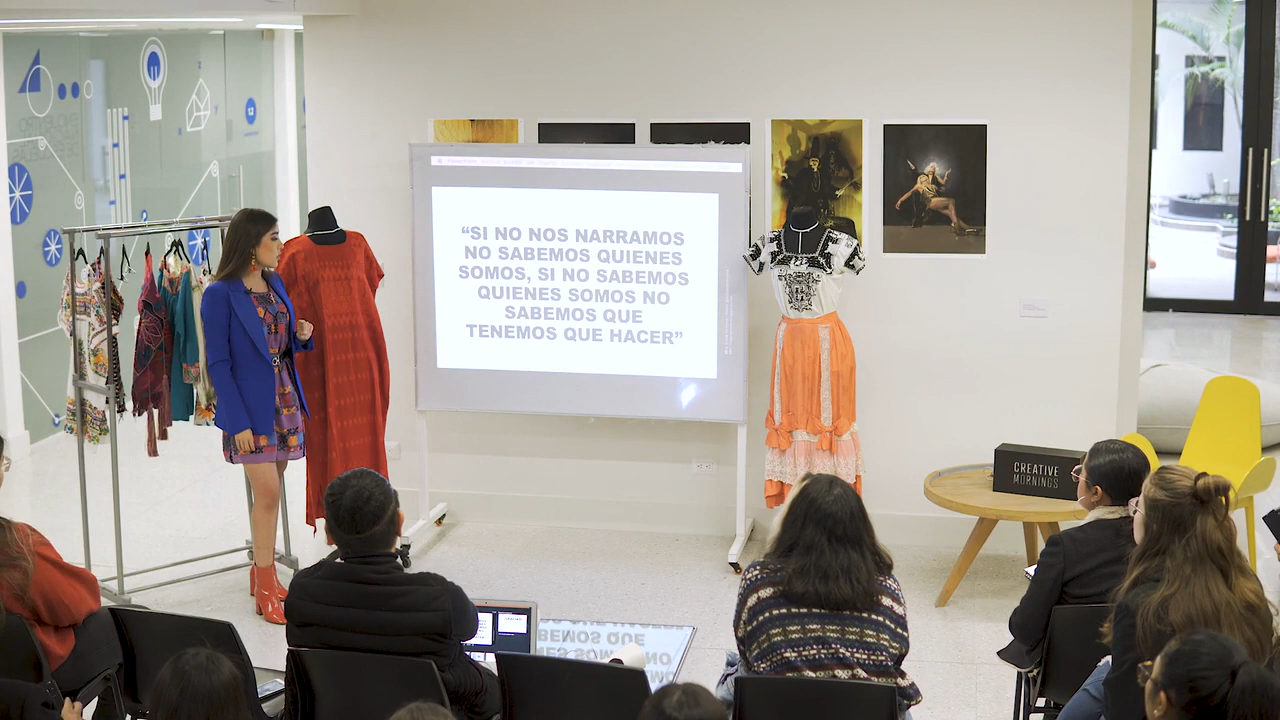 “SI NO NOS NARRAMOS
NO SABEMOS QUIENES
SOMOS, SI NO SABEMOS
QUIENES SOMOS NO
SABEMOS QUE
TENEMOS QUE HACER”
CREATIVE
MORNINGS